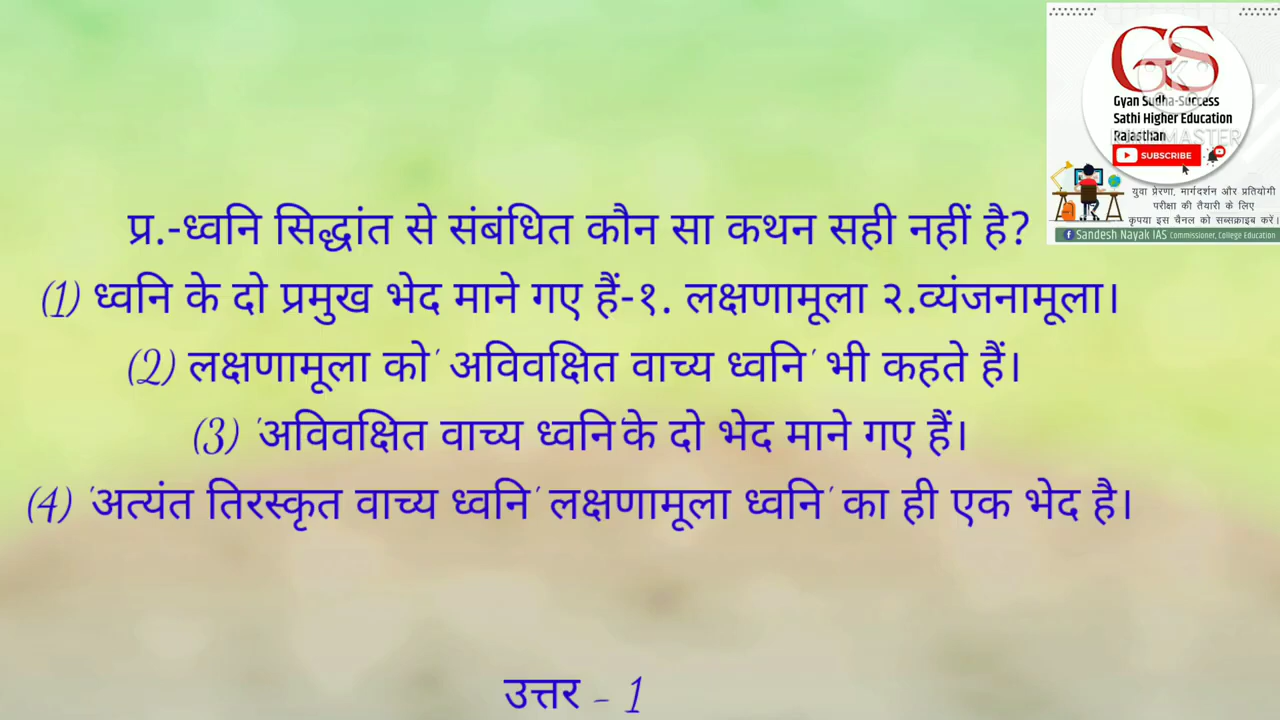 GS
Gyan Sudha-Success
Sathi Higher Education
Rajasthan
SUBSCRIBE
युवा प्रेरणा, मार्गदर्शन और प्रतियोगी
परीक्षा की तैयारी के लिए
कृपया इस चैनल को सब्सक्राइब करें।
Sandesh Nayak IAS Commissioner, College Education
प्र.-ध्वनि सिद्धांत से संबंधित कौन सा कथन सही नहीं है?
(1) ध्वनि के दो प्रमुख भेद माने गए हैं-१. लक्षणामूला २.व्यंजनामूला।
(2) लक्षणामूला को' अविवक्षित वाच्य ध्वनि' भी कहते हैं।
(3) 'अविवक्षित वाच्य ध्वनि'के दो भेद माने गए हैं।
(4) 'अत्यंत तिरस्कृत वाच्य ध्वनि' लक्षणामूला ध्वनि' का ही एक भेद है।
उत्तर - 1